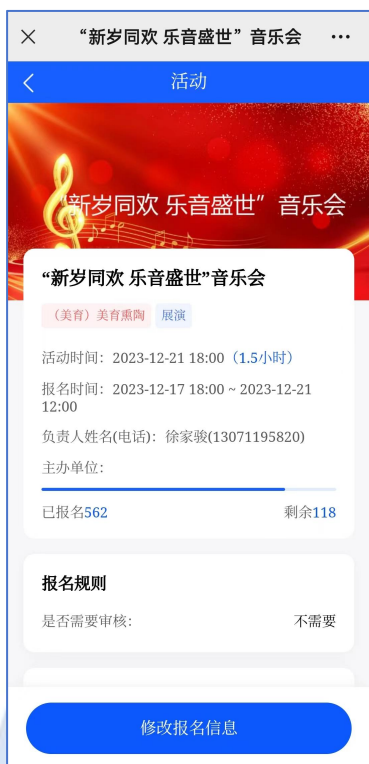 “新岁同欢 乐音盛世”音乐会
活动
“新岁同欢 乐音盛世”音乐会
“新岁同欢 乐音盛世”音乐会
（美育）美育熏陶 展演
活动时间：2023-12-21 18:00（1.5小时）
报名时间：2023-12-17 18:00 ~ 2023-12-21
12:00
负责人姓名(电话)：徐家骏(13071195820)
主办单位：
已报名562 剩余118
报名规则
是否需要审核： 不需要
修改报名信息